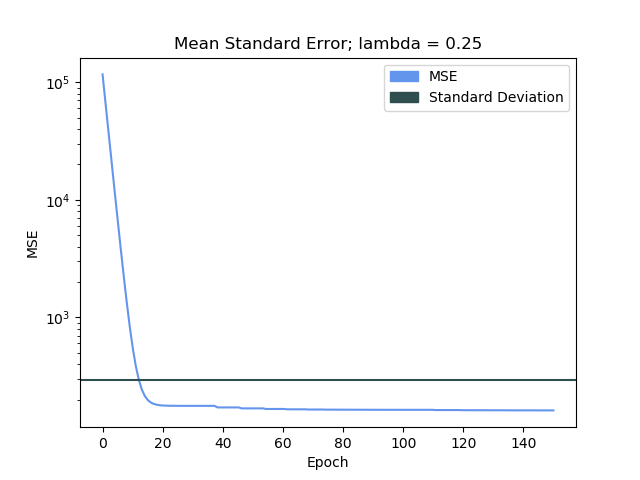 Mean Standard Error; lambda = 0.25
MSE
Standard Deviation
10^5
10^4
10^3
MSE
0 20 40 60 80 100 120 140
Epoch